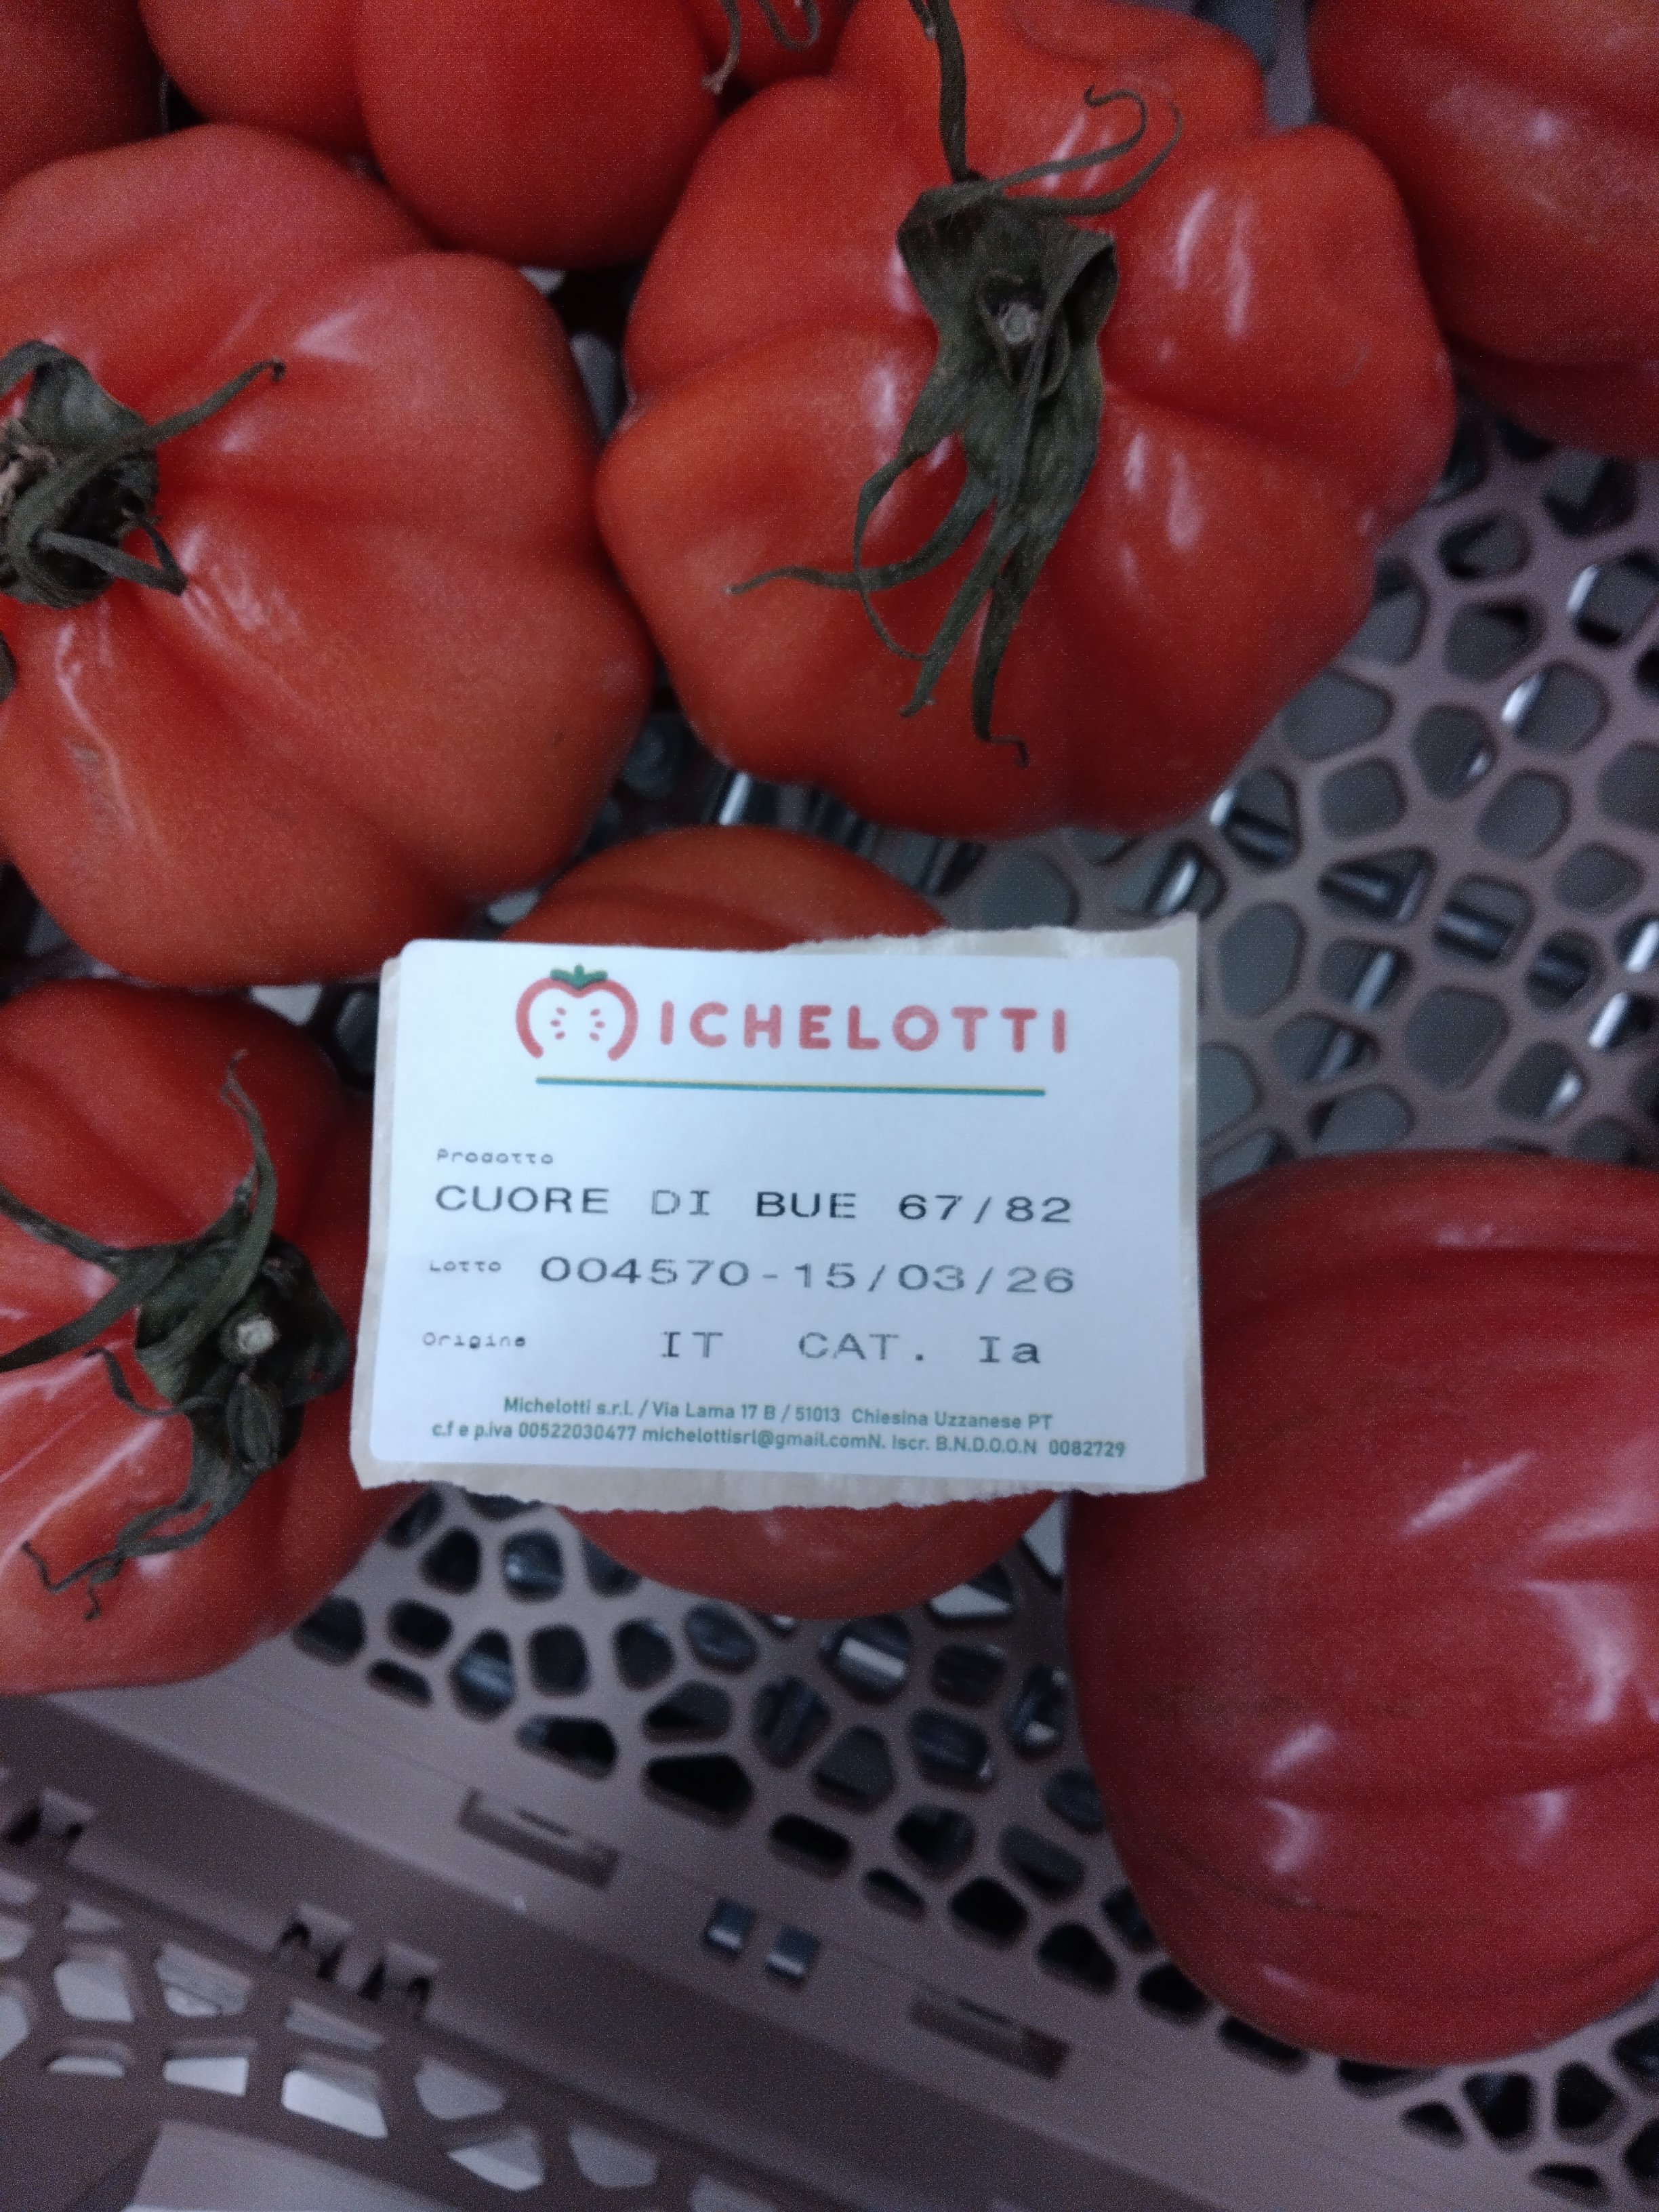 MICHELOTTI
Prodotto
CUORE DI BUE 67/82
Lotto 004570-15/03/26
Origine IT CAT. Ia
Michelotti s.r.l. / Via Lama 17 B / 51013 Chiesina Uzzanese PT
c.f e p.iva 00522030477 michelottisrl@gmail.comN. Iscr. B.N.D.O.O.N 0082729